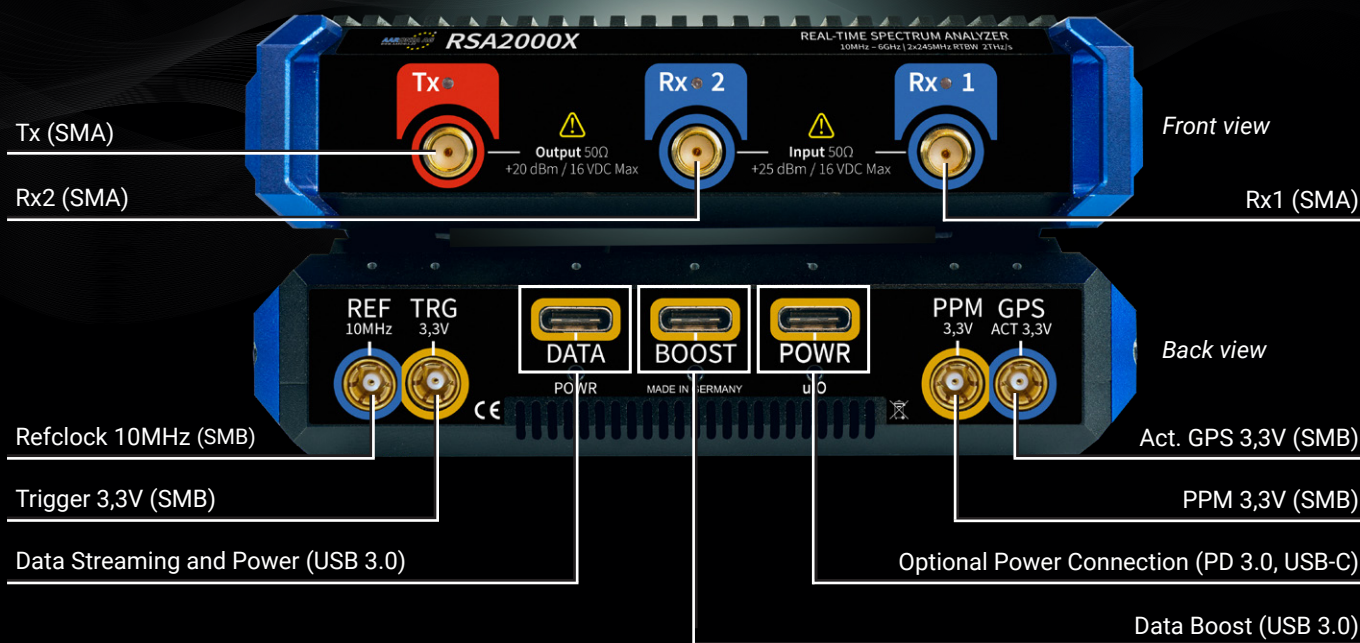 RSA2000X
REAL-TIME SPECTRUM ANALYZER
10MHz – 6GHz | 2x245MHz RTBW 2THz/s
Tx
Rx 2
Rx 1
Output 50Ω
+20 dBm / 16 VDC Max
Input 50Ω
+25 dBm / 16 VDC Max
Tx (SMA)
Front view
Rx2 (SMA)
Rx1 (SMA)
REF
10MHz
TRG
3,3V
DATA
BOOST
POWR
PPM
3,3V
GPS
ACT 3,3V
Back view
POWR
MADE IN GERMANY
CE
Refclock 10MHz (SMB)
Act. GPS 3,3V (SMB)
Trigger 3,3V (SMB)
PPM 3,3V (SMB)
Data Streaming and Power (USB 3.0)
Optional Power Connection (PD 3.0, USB-C)
Data Boost (USB 3.0)